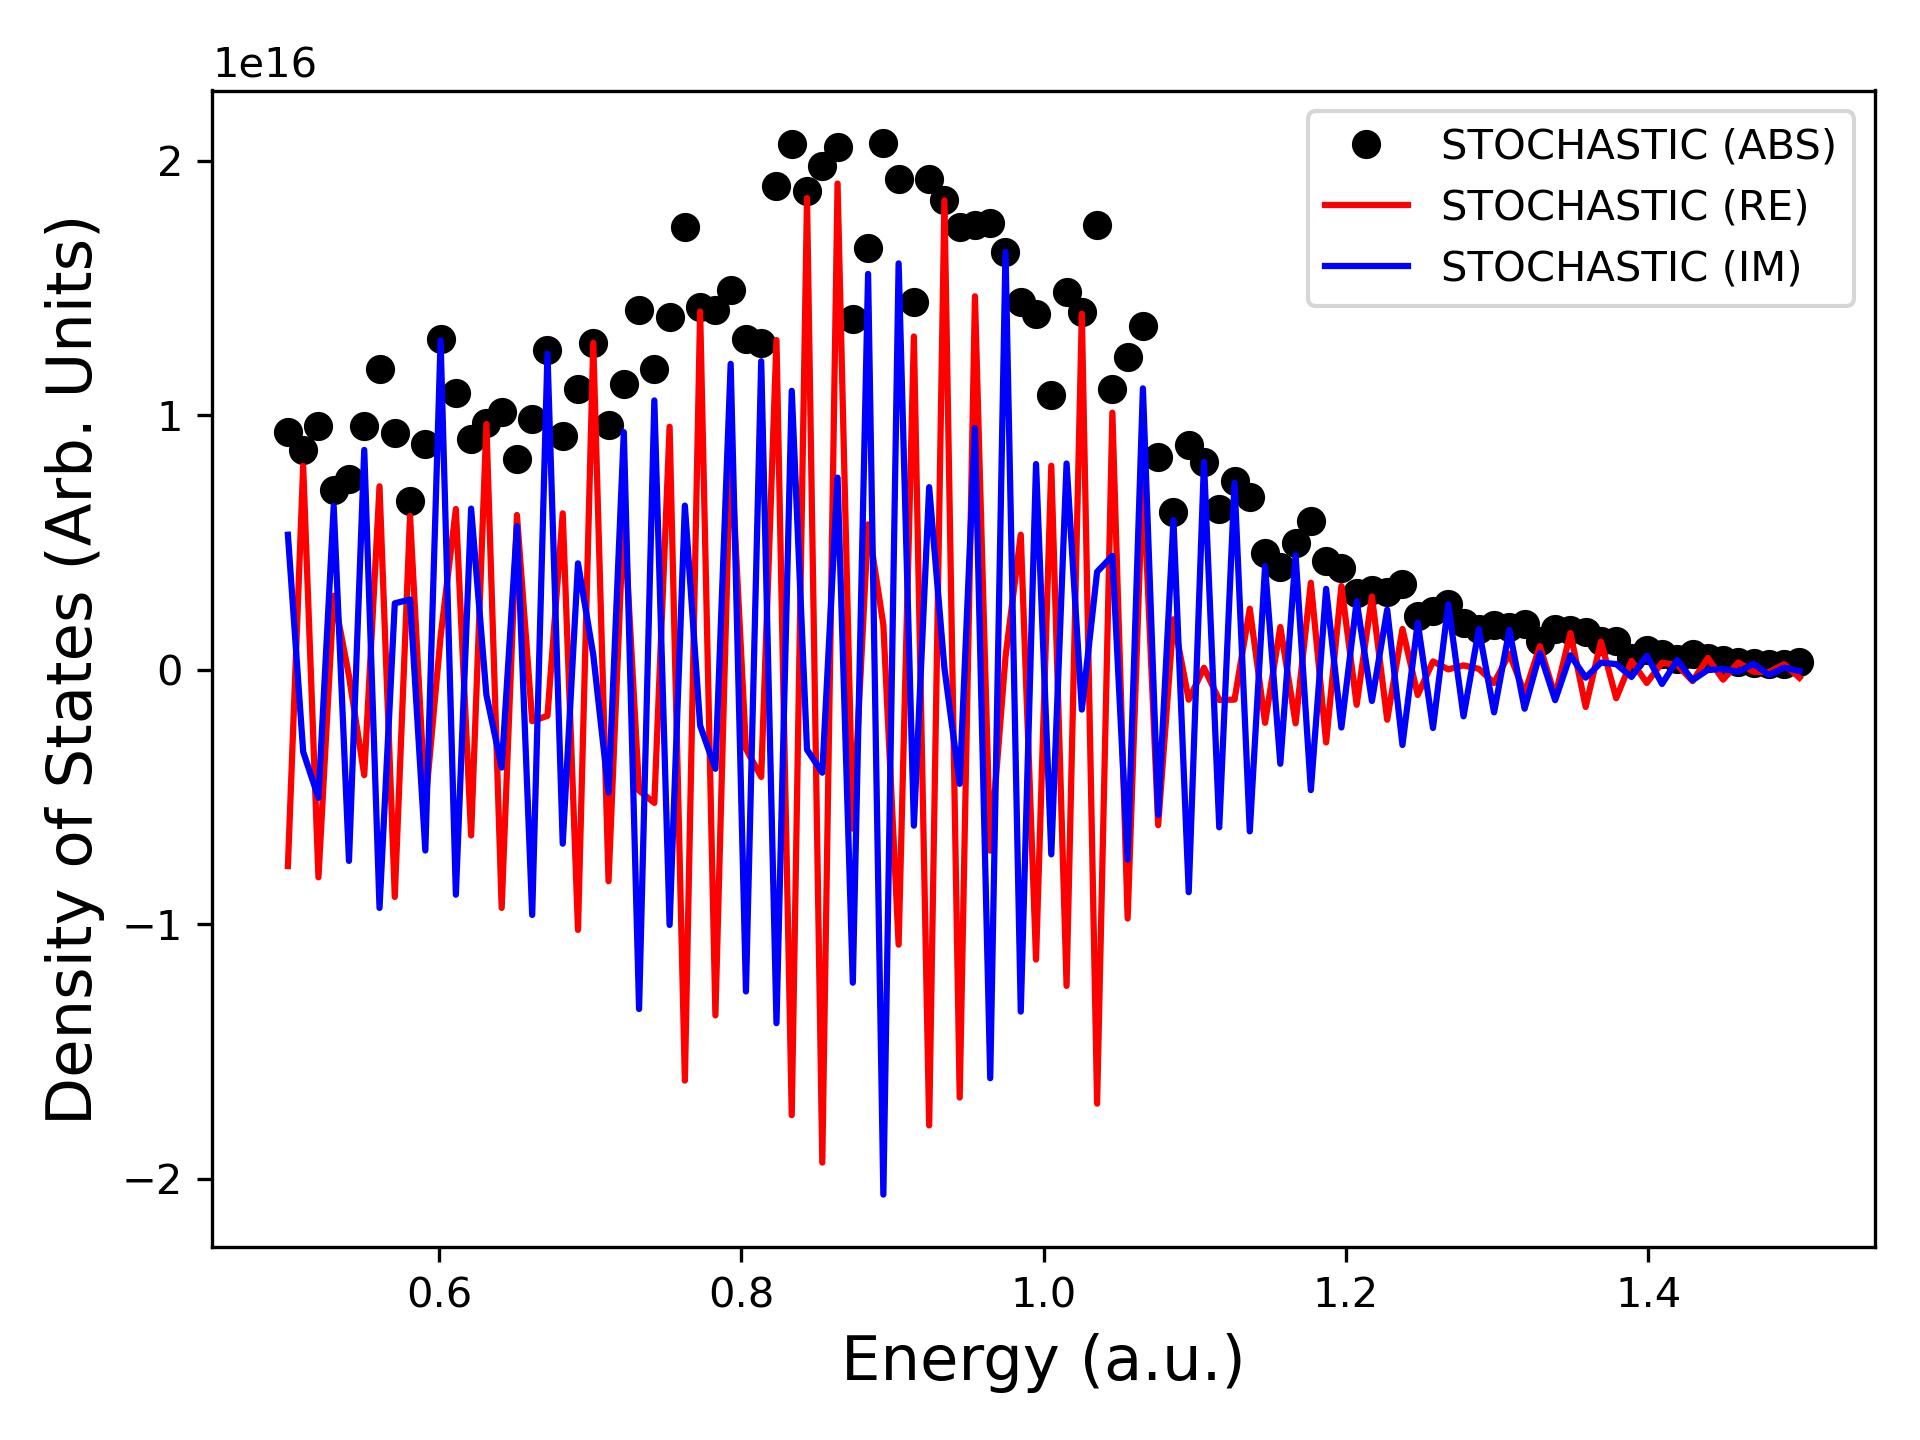 1e16
2
1
0
−1
−2
0.6
0.8
1.0
1.2
1.4
Density of States (Arb. Units)
Energy (a.u.)
STOCHASTIC (ABS)
STOCHASTIC (RE)
STOCHASTIC (IM)